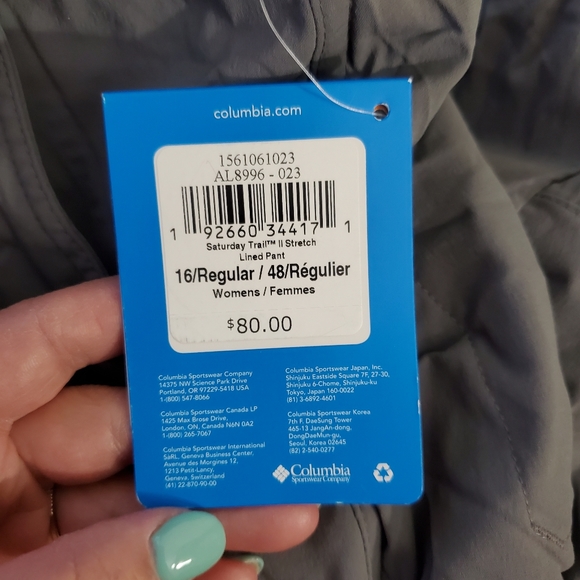 columbia.com
1561061023
AL8996 - 023
1 92660 34417 1
Saturday Trail™ II Stretch
Lined Pant
16/Regular / 48/Régulier
Womens / Femmes
$80.00
Columbia Sportswear Company
14375 NW Science Park Drive
Portland, OR 97229-5418 USA
1-(800) 547-8066
Columbia Sportswear Canada LP
1425 Max Brose Drive,
London, ON, Canada N6N 0A2
1-(800) 265-7067
Columbia Sportswear International
SàRL, Geneva Business Center,
Avenue des Morgines 12,
1213 Petit-Lancy,
Geneva, Switzerland
(41) 22-870-90-00
Columbia Sportswear Japan, Inc.
Shinjuku Eastside Square 7F, 27-30,
Shinjuku 6-Chome, Shinjuku-ku
Tokyo, Japan 160-0022
(81) 3-6892-4601
Columbia Sportswear Korea
7th F. DaeSung Tower
465-13 JangAn-dong,
DongDaeMun-gu,
Seoul, Korea 02645
(82) 2-540-0277
Columbia
Sportswear Company